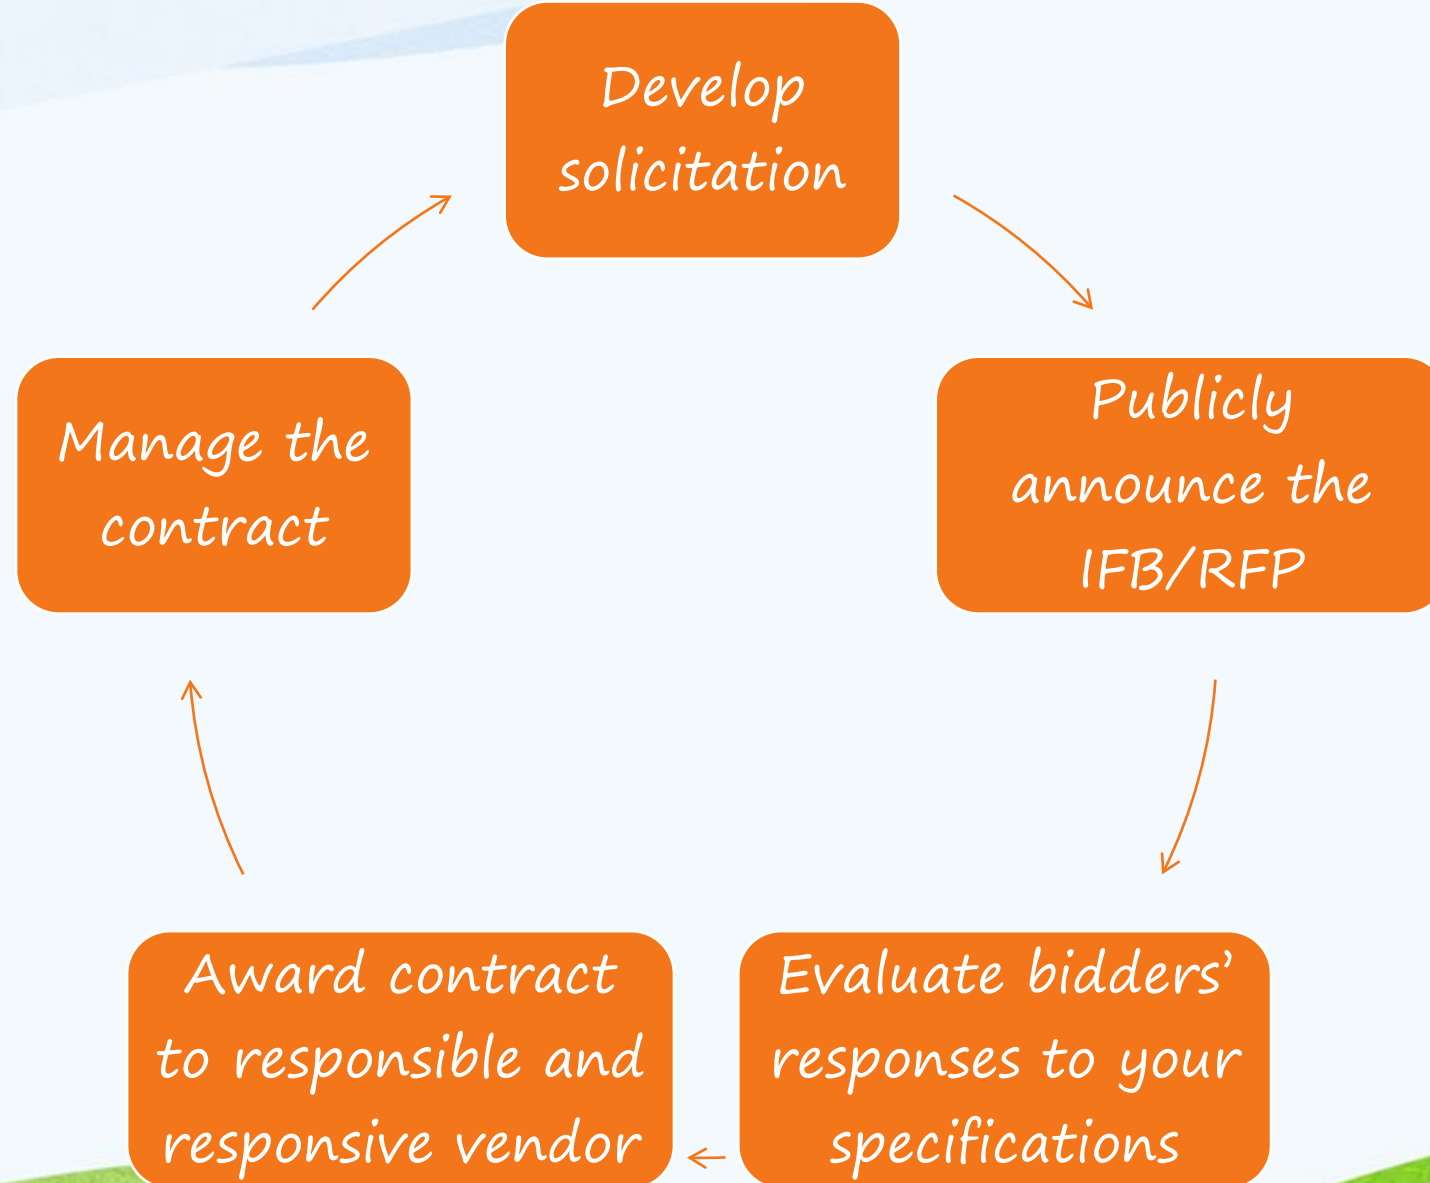 Develop
solicitation
Publicly
announce the
IFB/RFP
Evaluate bidders’
responses to your
specifications
Award contract
to responsible and
responsive vendor
Manage the
contract